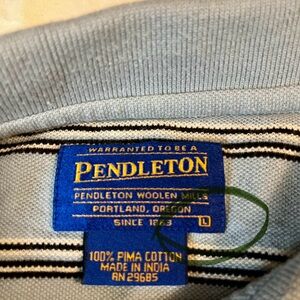 WARRANTED TO BE A
PENDLETON
PENDLETON WOOLEN MILLS
PORTLAND, OREGON
SINCE 1863
L
100% PIMA COTTON
MADE IN INDIA
RN 29685